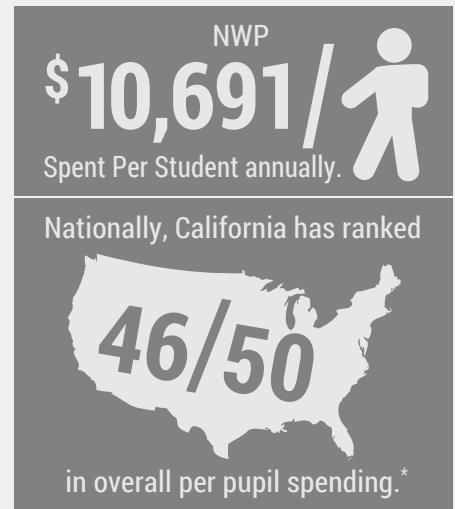 NWP
$10,691/
Spent Per Student annually.
Nationally, California has ranked
46/50
in overall per pupil spending.*